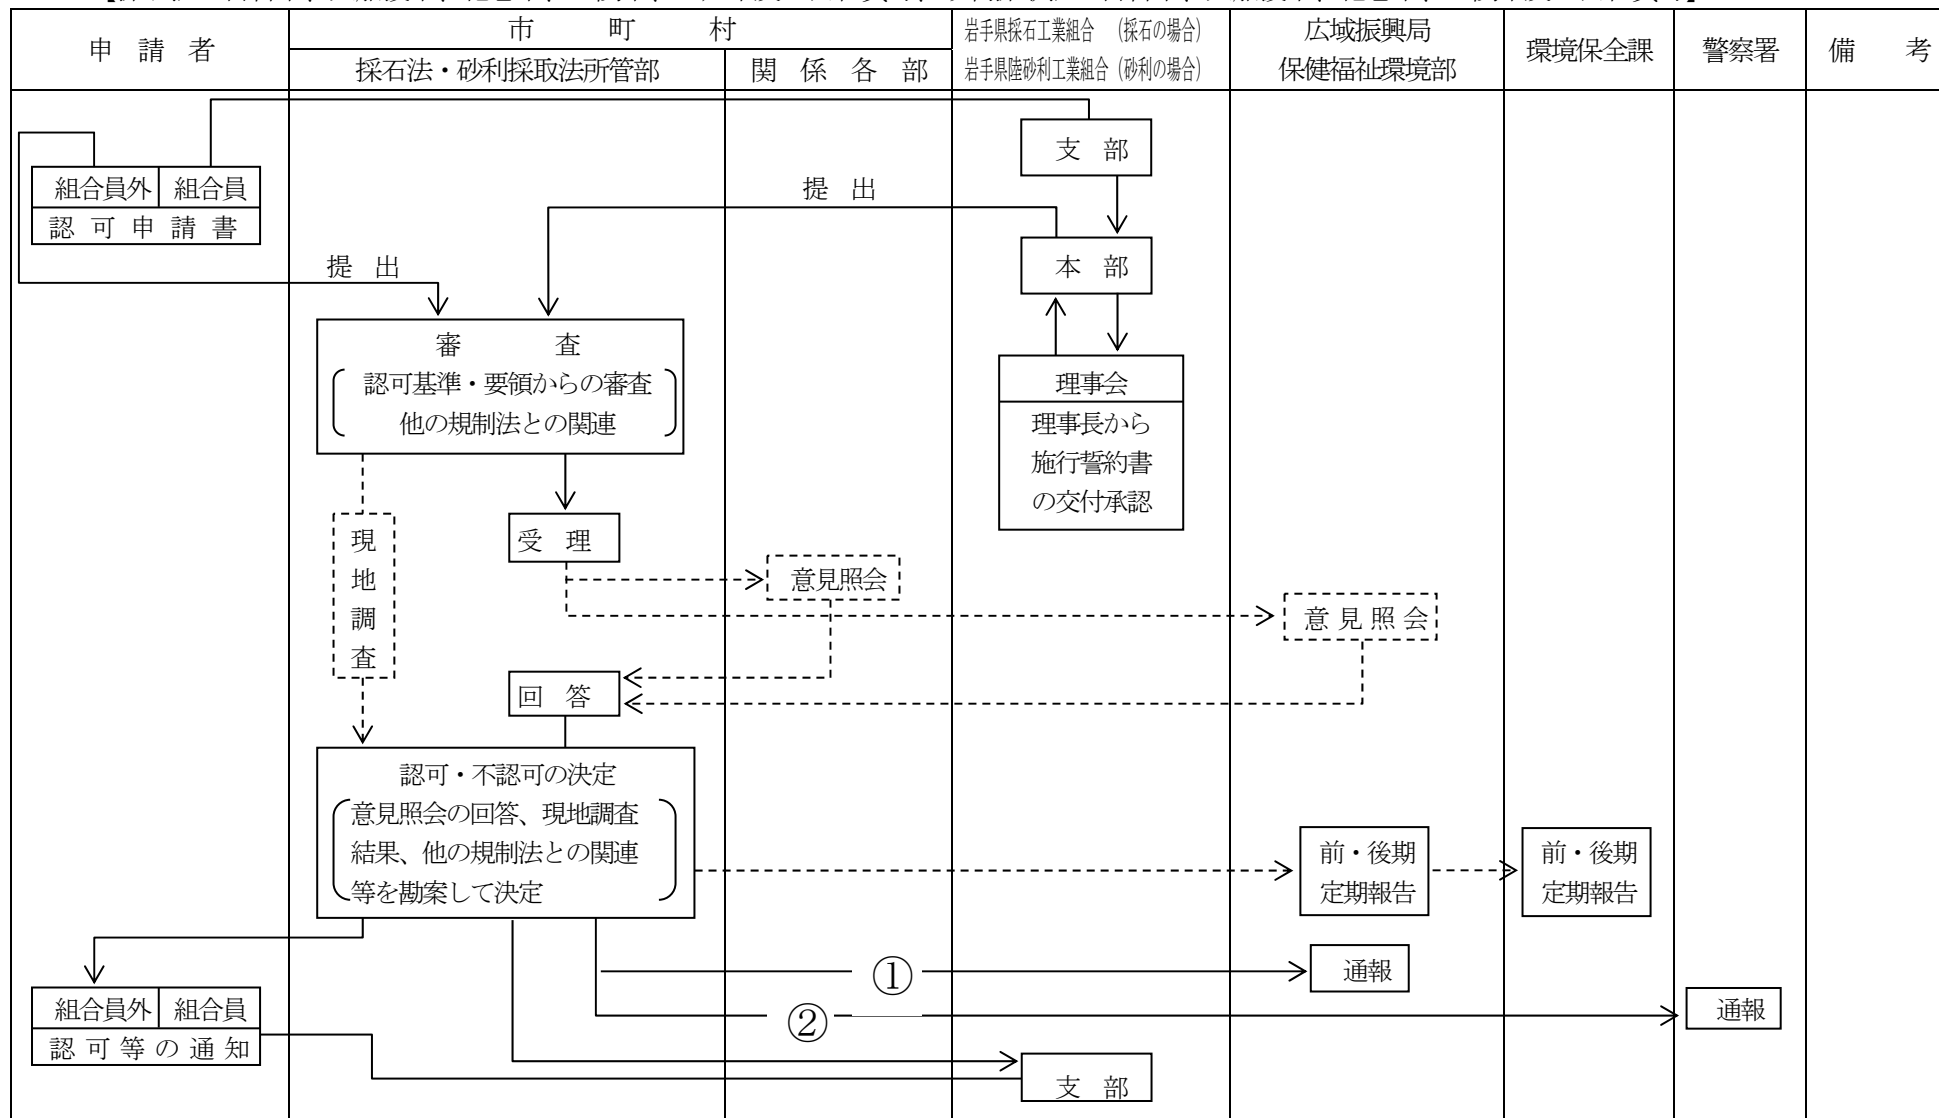 申請者
市町村
採石法・砂利採取法所管部
関係各部
岩手県採石工業組合 (採石の場合)
岩手県陸砂利工業組合 (砂利の場合)
広域振興局
保健福祉環境部
環境保全課
警察署
備考
支部
組合員外 組合員
認可申請書
提出
本部
提出
審査
認可基準・要領からの審査
他の規制法との関連
理事会
理事長から
施行誓約書
の交付承認
現地調査
受理
意見照会
意見照会
回答
認可・不認可の決定
意見照会の回答、現地調査
結果、他の規制法との関連
等を勘案して決定
前・後期
定期報告
前・後期
定期報告
①
通報
②
通報
組合員外 組合員
認可等の通知
支部